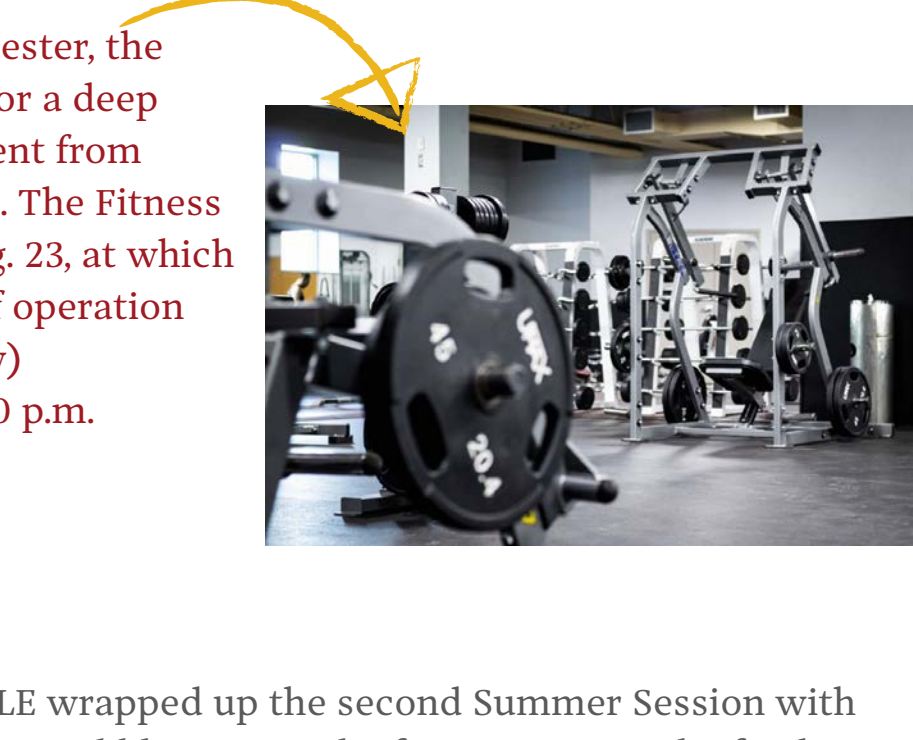 ester, the
or a deep
ent from
. The Fitness
g. 23, at which
f operation
y)
0 p.m.
45
UMAX
20.4
LE wrapped up the second Summer Session with